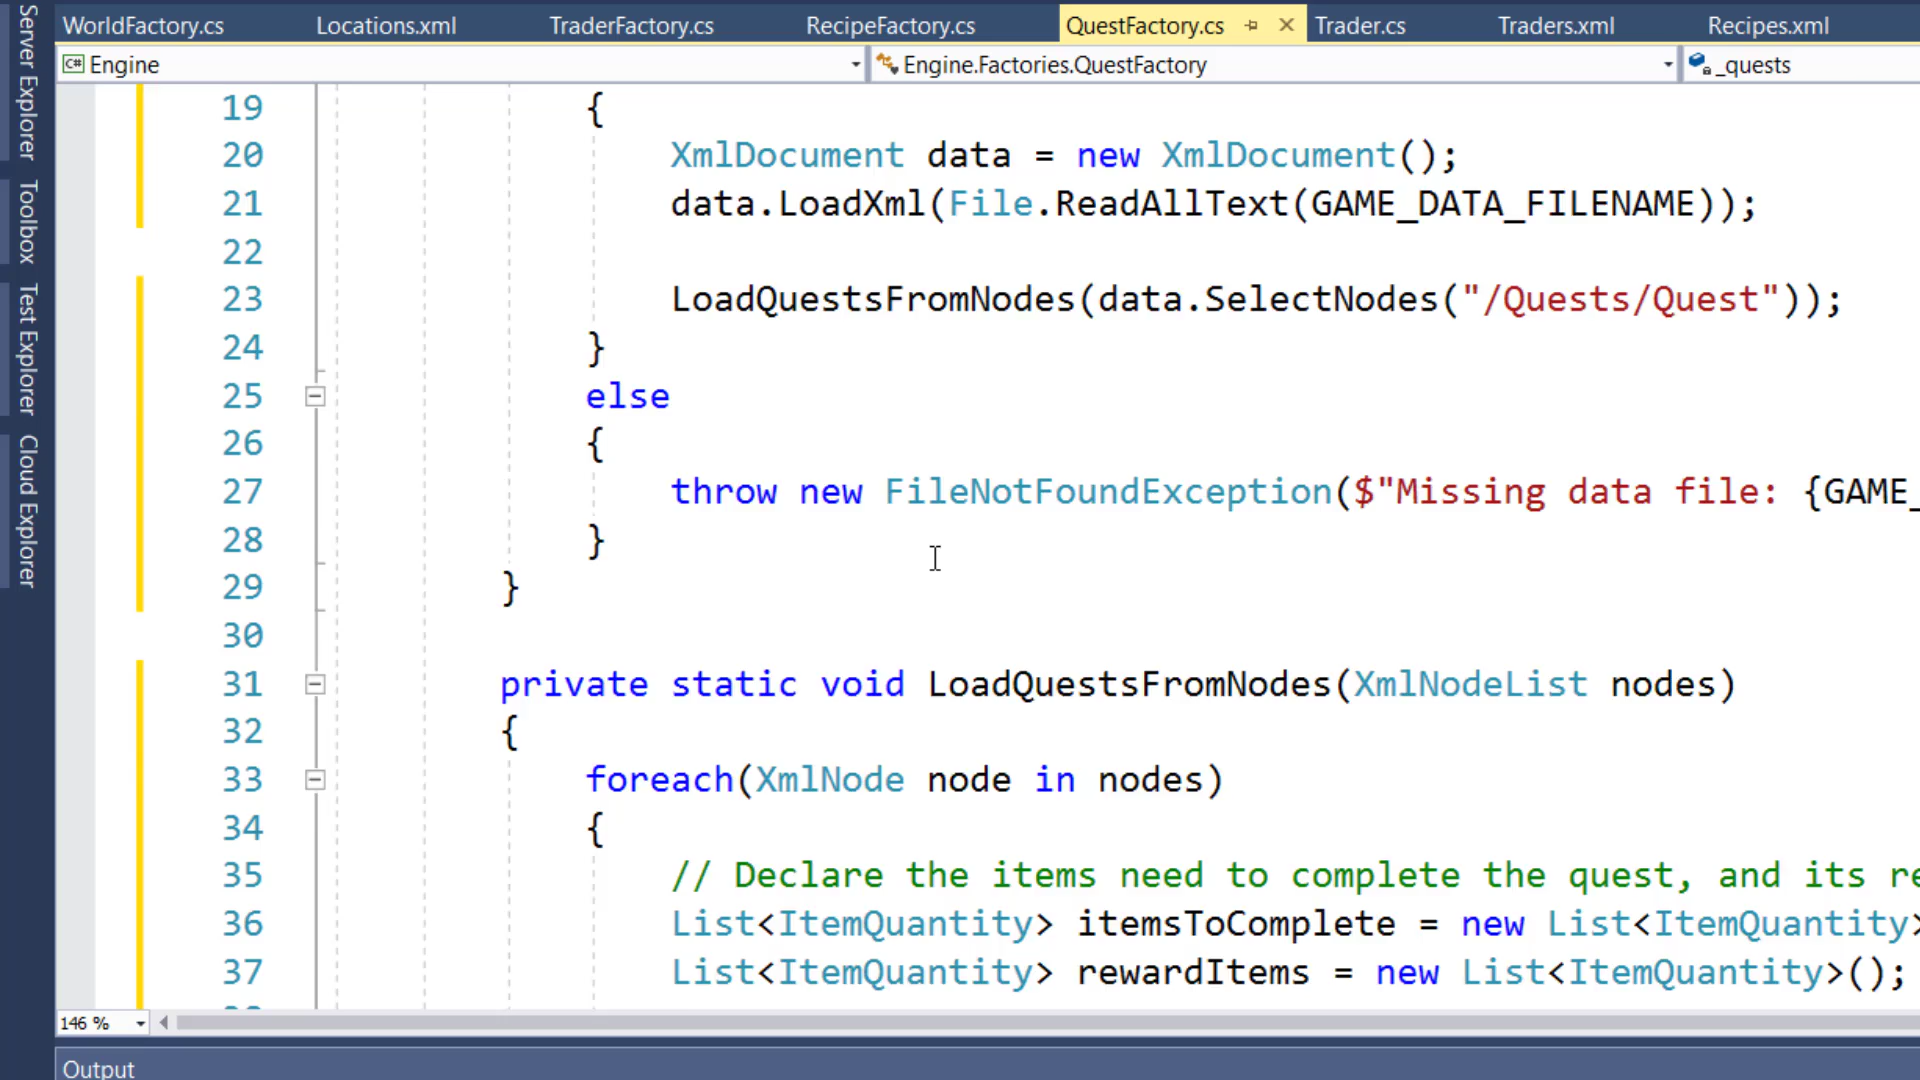 WorldFactory.cs Locations.xml TraderFactory.cs RecipeFactory.cs QuestFactory.cs Trader.cs Traders.xml Recipes.xml
C# Engine Engine.Factories.QuestFactory _quests
Server Explorer
Toolbox
Test Explorer
Cloud Explorer
19 {
20 XmlDocument data = new XmlDocument();
21 data.LoadXml(File.ReadAllText(GAME_DATA_FILENAME));
22
23 LoadQuestsFromNodes(data.SelectNodes("/Quests/Quest"));
24 }
25 else
26 {
27 throw new FileNotFoundException($"Missing data file: {GAME_
28 }
29 }
30
31 private static void LoadQuestsFromNodes(XmlNodeList nodes)
32 {
33 foreach(XmlNode node in nodes)
34 {
35 // Declare the items need to complete the quest, and its re
36 List<ItemQuantity> itemsToComplete = new List<ItemQuantity>
37 List<ItemQuantity> rewardItems = new List<ItemQuantity>();
146 %
Output